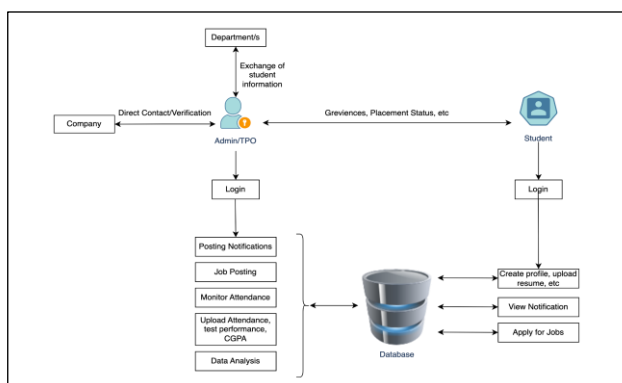 Department/s
Exchange of
student
information
Direct Contact/Verification
Greviences, Placement Status, etc
Company
Admin/TPO
Student
Login
Login
Posting Notifications
Job Posting
Monitor Attendance
Upload Attendance,
test performance,
CGPA
Data Analysis
Create profile, upload
resume, etc
View Notification
Apply for Jobs
Database